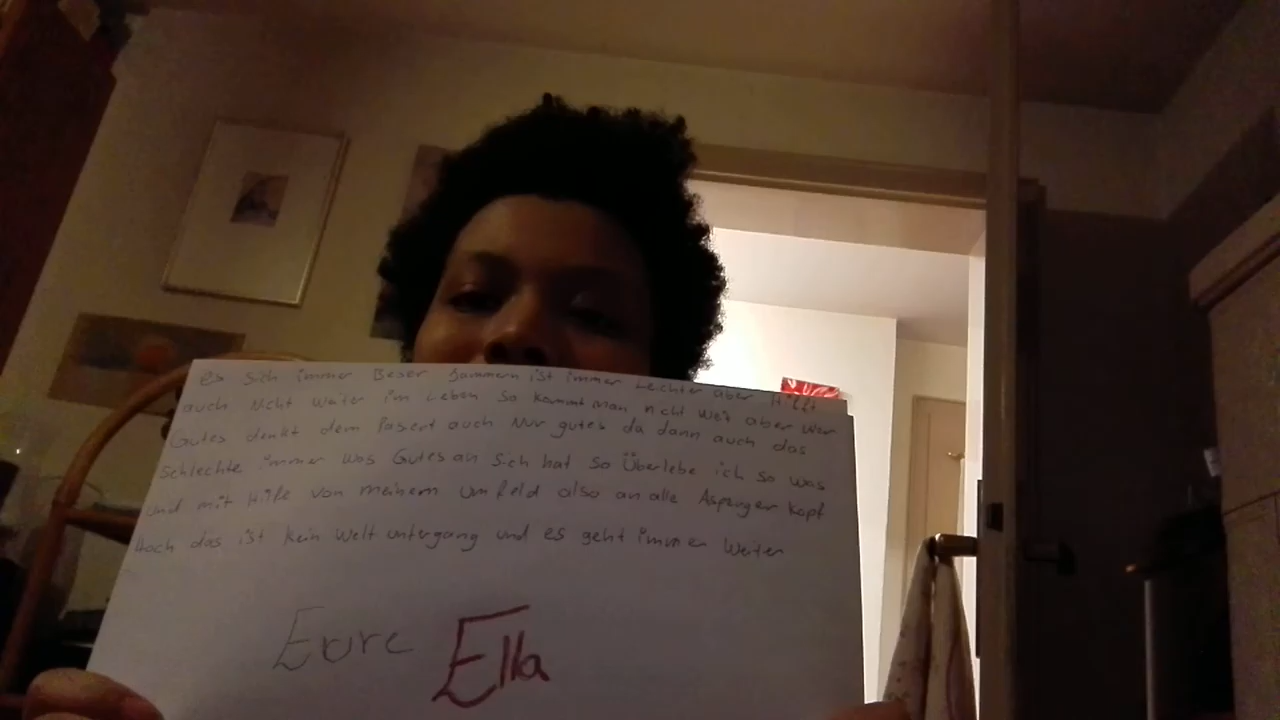 es sich immer Beßer Jammern ist immer Leichter aber Hilft
auch Nicht weiter im Leben so kommt man nicht weit aber wer
Gutes denkt dem Pasiert auch Nur gutes da dann auch das
Schlechte immer was Gutes an sich hat so Überlebe ich so was
und mit Hilfe von meinem Umfeld also an alle Asperger kopf
Hoch das ist kein Welt untergang und es geht immer Weiter
Eure Ella